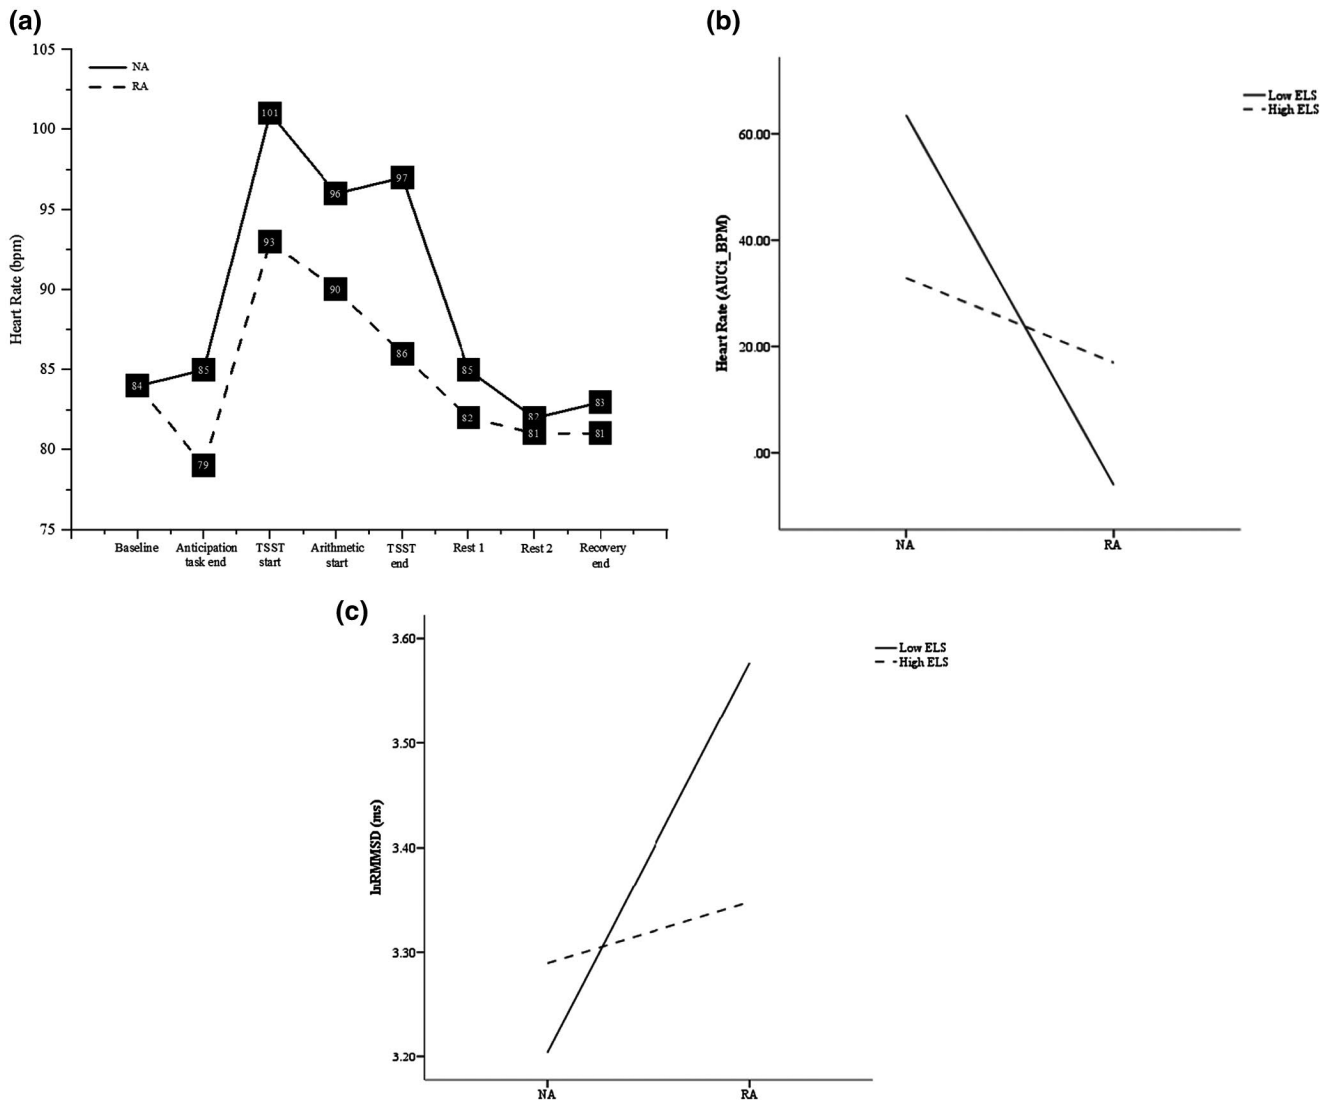 (a)
105
100
95
90
85
80
75
Heart Rate (bpm)
NA
RA
84
85
101
96
97
85
82
83
79
93
90
86
82
81
81
Baseline
Anticipation
task end
TSST
start
Arithmetic
start
TSST
end
Rest 1
Rest 2
Recovery
end
(b)
60.00
40.00
20.00
.00
Heart Rate (AUCi_BPM)
Low ELS
High ELS
NA
RA
(c)
3.60
3.50
3.40
3.30
3.20
lnRMMSD (ms)
Low ELS
High ELS
NA
RA